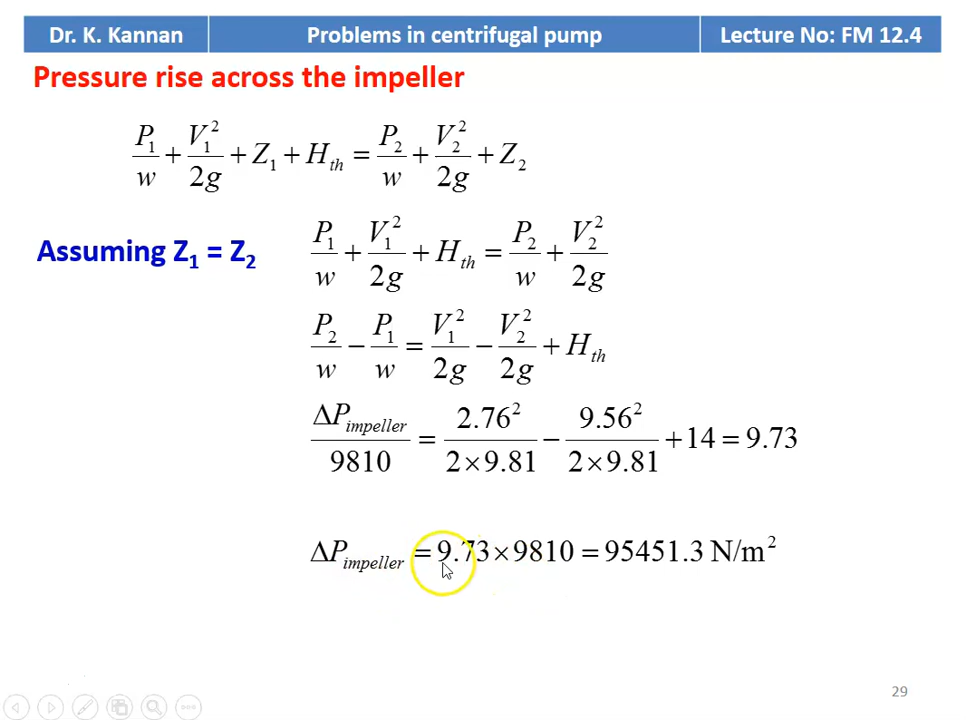 Dr. K. Kannan Problems in centrifugal pump Lecture No: FM 12.4
Pressure rise across the impeller
P₁/w + V₁²/2g + Z₁ + Hₜₕ = P₂/w + V₂²/2g + Z₂
Assuming Z₁ = Z₂ P₁/w + V₁²/2g + Hₜₕ = P₂/w + V₂²/2g
P₂/w − P₁/w = V₁²/2g − V₂²/2g + Hₜₕ
ΔP_impeller/9810 = 2.76²/2×9.81 − 9.56²/2×9.81 + 14 = 9.73
ΔP_impeller = 9.73×9810 = 95451.3 N/m²
29